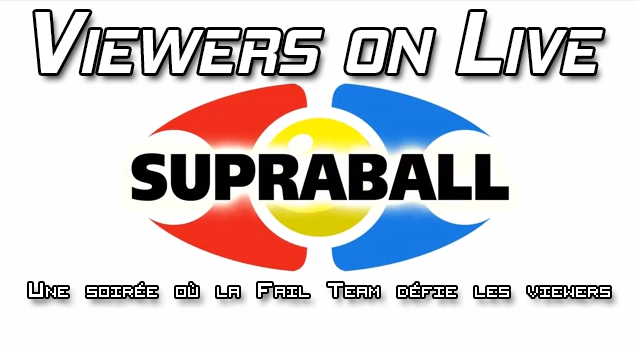 Viewers on Live
SUPRABALL
Une soirée où la Fail Team défie les viewers